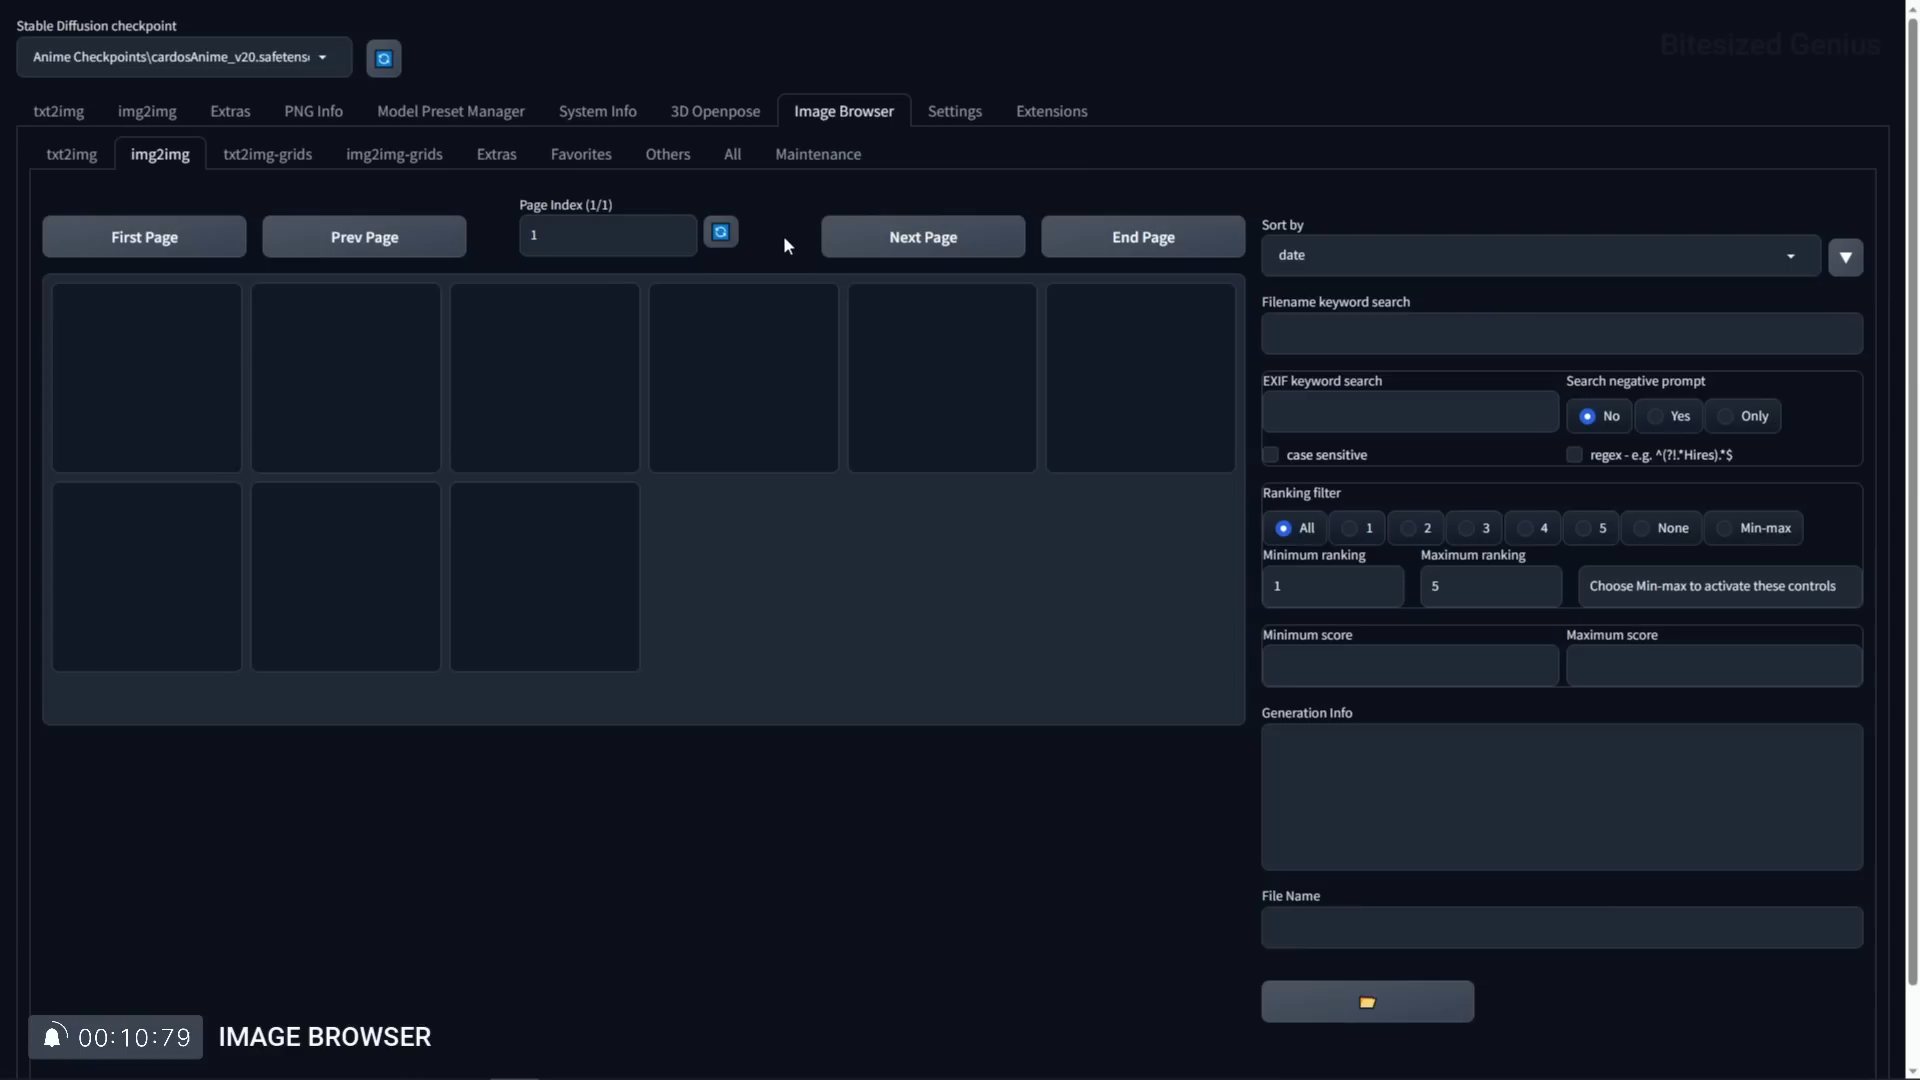 Stable Diffusion checkpoint
Anime Checkpoints\cardosAnime_v20.safetens
Bitesized Genius
txt2img img2img Extras PNG Info Model Preset Manager System Info 3D Openpose Image Browser Settings Extensions
txt2img img2img txt2img-grids img2img-grids Extras Favorites Others All Maintenance
Page Index (1/1)
First Page Prev Page 1 Next Page End Page
Sort by
date
Filename keyword search
EXIF keyword search Search negative prompt
No Yes Only
case sensitive regex - e.g. ^(?!.*Hires).*$
Ranking filter
All 1 2 3 4 5 None Min-max
Minimum ranking Maximum ranking
1 5 Choose Min-max to activate these controls
Minimum score Maximum score
Generation Info
File Name
00:10:79 IMAGE BROWSER